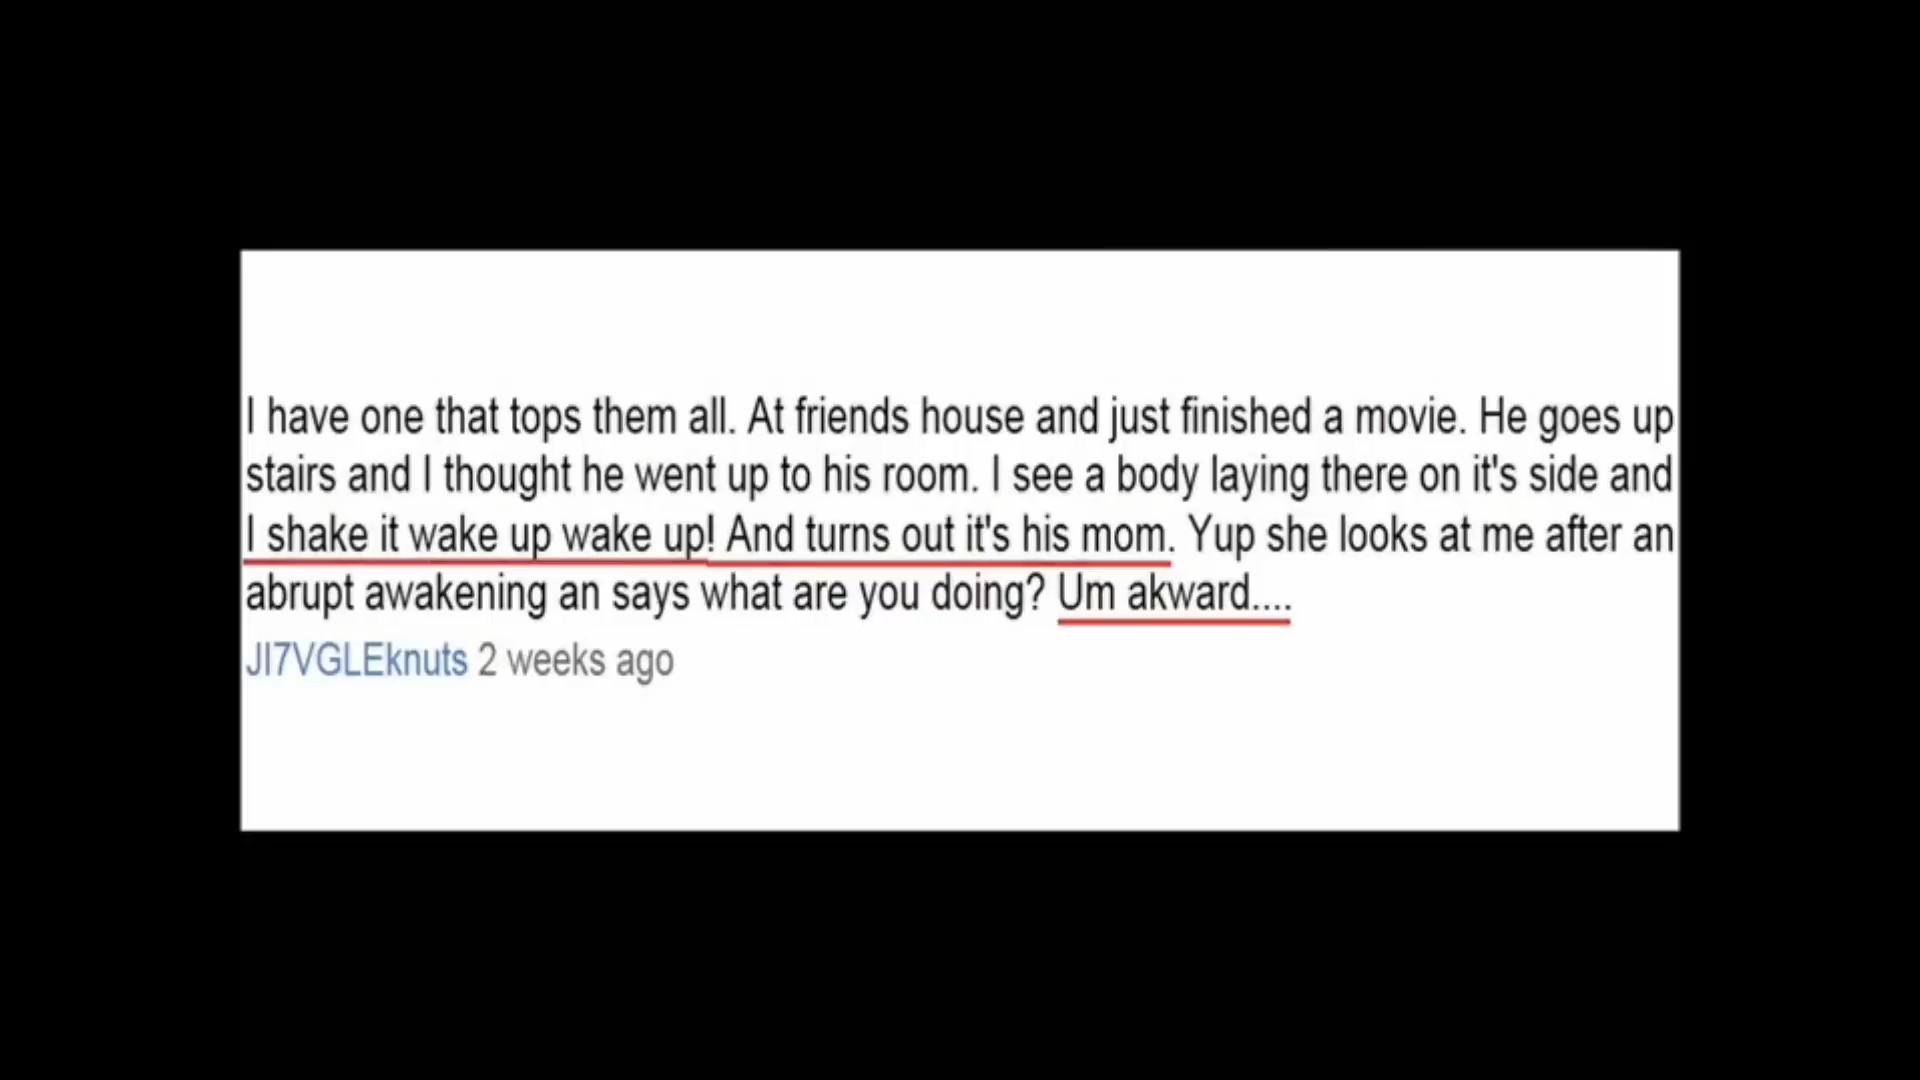 I have one that tops them all. At friends house and just finished a movie. He goes up
stairs and I thought he went up to his room. I see a body laying there on it's side and
I shake it wake up wake up! And turns out it's his mom. Yup she looks at me after an
abrupt awakening an says what are you doing? Um akward....
JI7VGLEknuts 2 weeks ago